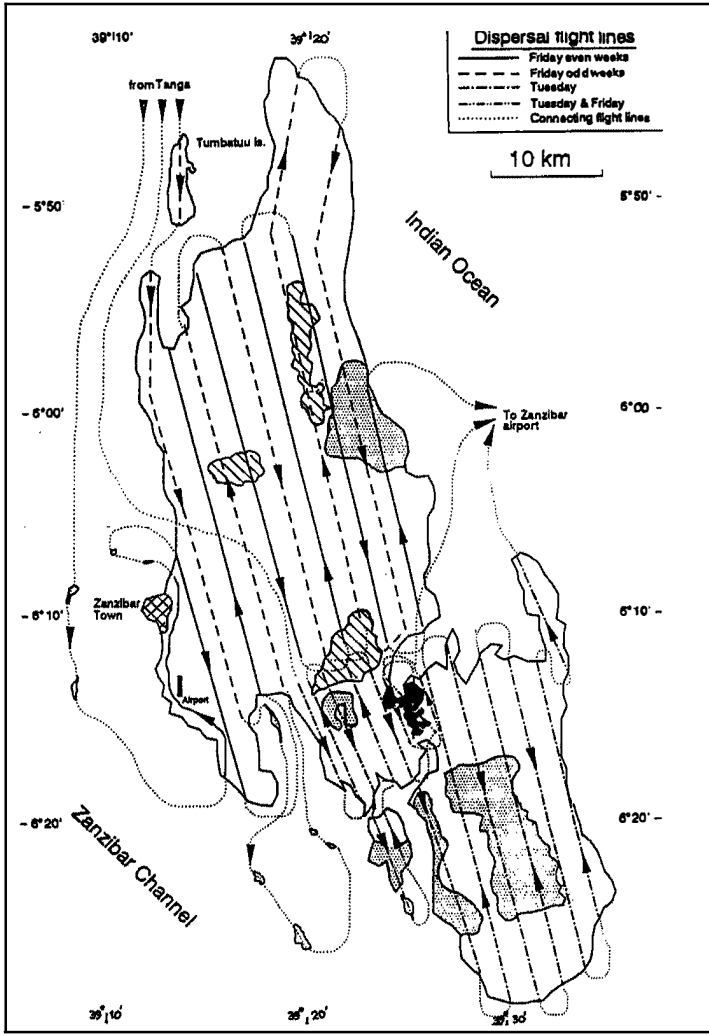 39°10'
39°20'
Dispersal flight lines
Friday even weeks
Friday odd weeks
Tuesday
Tuesday & Friday
Connecting flight lines
from Tanga
Tumbatuu Is.
10 km
5°50'
5°50'
Indian Ocean
6°00'
To Zanzibar
airport
6°00
Zanzibar
Town
6°10'
6°10'
Airport
Zanzibar Channel
6°20'
6°20'
39°10'
39°20'
39°30'